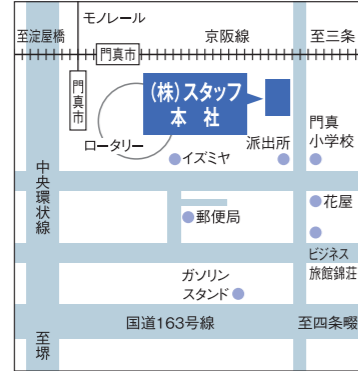 モノレール
至淀屋橋
京阪線
至三条
門真市
門真市
(株)スタッフ
本 社
ロータリー
門真
小学校
派出所
イズミヤ
中央環状線
花屋
郵便局
ビジネス
旅館錦荘
ガソリン
スタンド
国道163号線
至四条畷
至堺